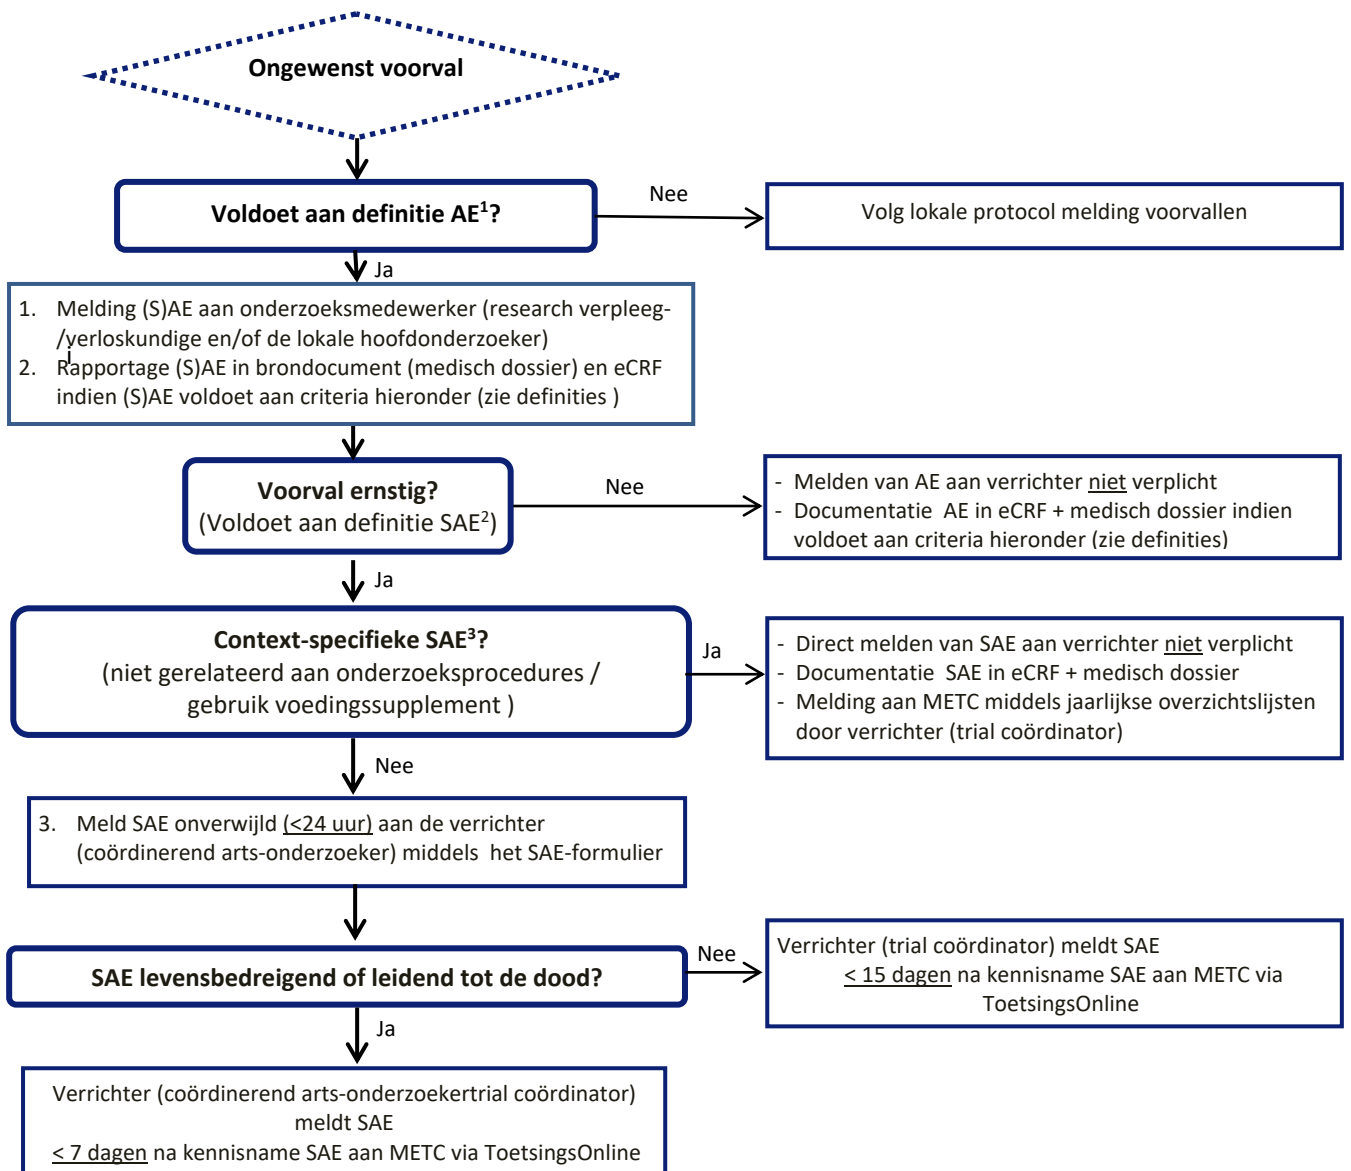 Ongewenst voorval
Voldoet aan definitie AE¹?
Nee
Volg lokale protocol melding voorvallen
Ja
1. Melding (S)AE aan onderzoeksmedewerker (research verpleeg-
/verloskundige en/of de lokale hoofdonderzoeker)
i
2. Rapportage (S)AE in brondocument (medisch dossier) en eCRF
indien (S)AE voldoet aan criteria hieronder (zie definities )
Voorval ernstig?
(Voldoet aan definitie SAE²)
Nee
- Melden van AE aan verrichter niet verplicht
- Documentatie AE in eCRF + medisch dossier indien
voldoet aan criteria hieronder (zie definities)
Ja
Context-specifieke SAE³?
(niet gerelateerd aan onderzoeksprocedures /
gebruik voedingssupplement )
Ja
- Direct melden van SAE aan verrichter niet verplicht
- Documentatie SAE in eCRF + medisch dossier
- Melding aan METC middels jaarlijkse overzichtslijsten
door verrichter (trial coördinator)
Nee
3. Meld SAE onverwijld (<24 uur) aan de verrichter
(coördinerend arts-onderzoeker) middels het SAE-formulier
SAE levensbedreigend of leidend tot de dood?
Nee
Verrichter (trial coördinator) meldt SAE
< 15 dagen na kennisname SAE aan METC via
ToetsingsOnline
Ja
Verrichter (coördinerend arts-onderzoekertrial coördinator)
meldt SAE
< 7 dagen na kennisname SAE aan METC via ToetsingsOnline